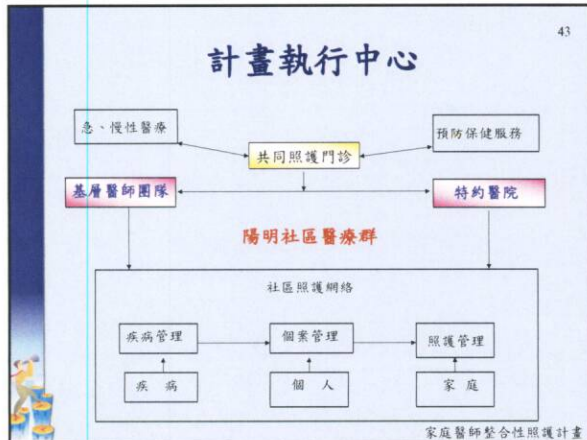 43
計畫執行中心
急、慢性醫療
預防保健服務
共同照護門診
基層醫師團隊
特約醫院
陽明社區醫療群
社區照護網絡
疾病管理
個案管理
照護管理
疾 病
個 人
家 庭
家庭醫師整合性照護計畫